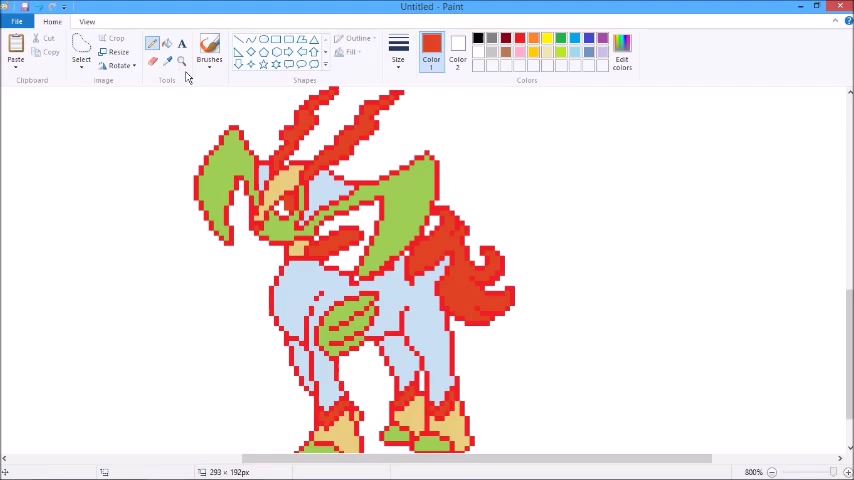 Untitled - Paint
File Home View
Paste Cut Copy Select Crop Resize Rotate Brushes Shapes Outline Fill Size Color 1 Color 2 Edit colors
Clipboard Image Tools Shapes Colors
293 × 192px 800%